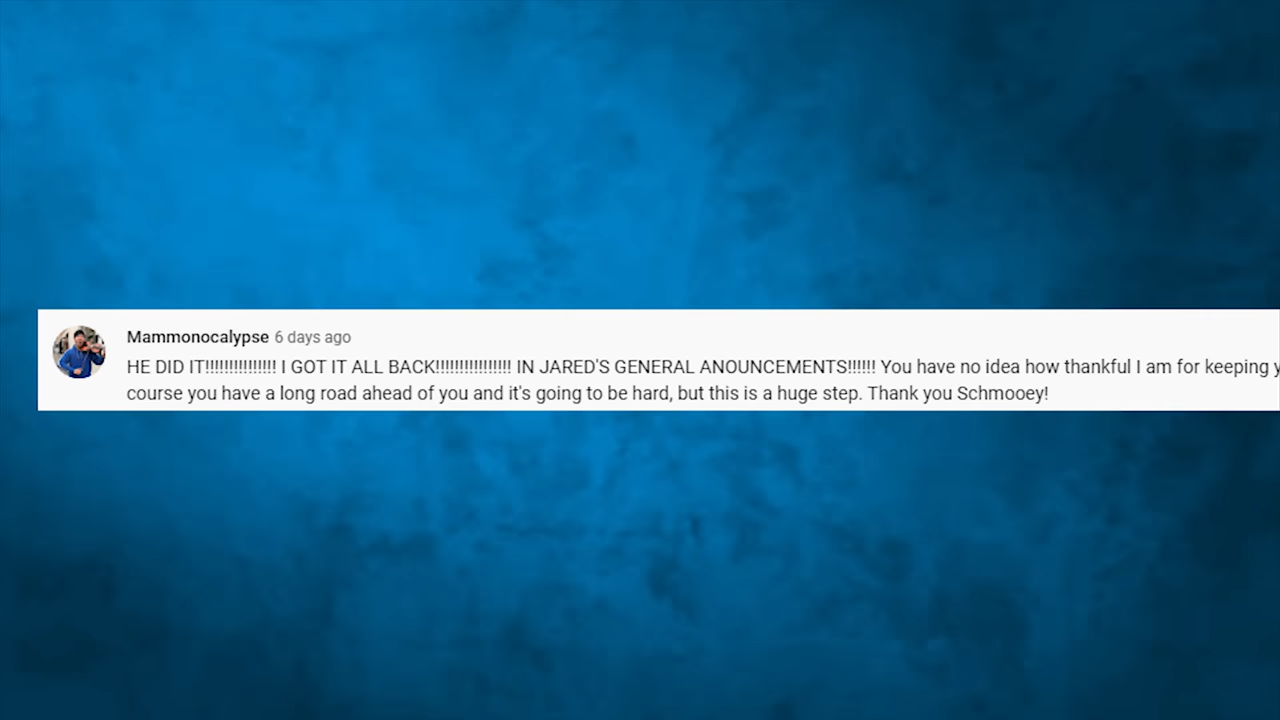 Mammonocalypse 6 days ago
HE DID IT!!!!!!!!!!!!!!! I GOT IT ALL BACK!!!!!!!!!!!!!!!! IN JARED'S GENERAL ANOUNCEMENTS!!!!!! You have no idea how thankful I am for keeping
course you have a long road ahead of you and it's going to be hard, but this is a huge step. Thank you Schmooey!